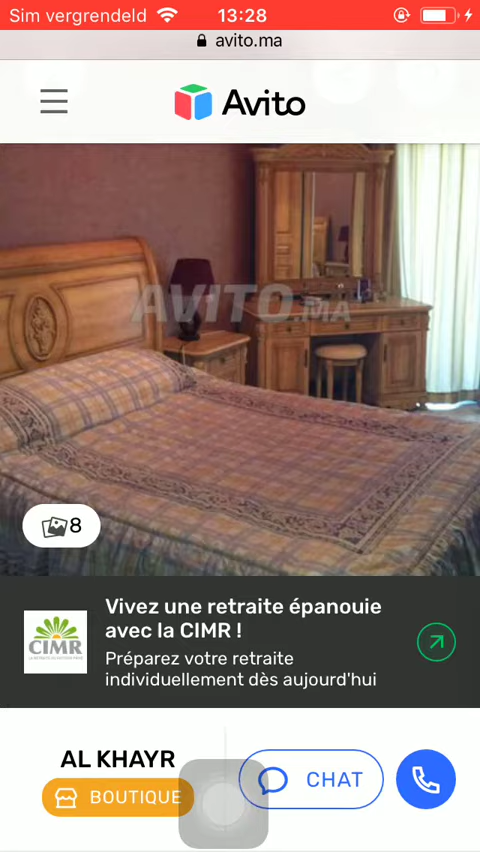 Sim vergrendeld 13:28
avito.ma
Avito
AVITO.MA
8
Vivez une retraite épanouie
avec la CIMR !
CIMR
Préparez votre retraite
individuellement dès aujourd'hui
AL KHAYR
BOUTIQUE
CHAT